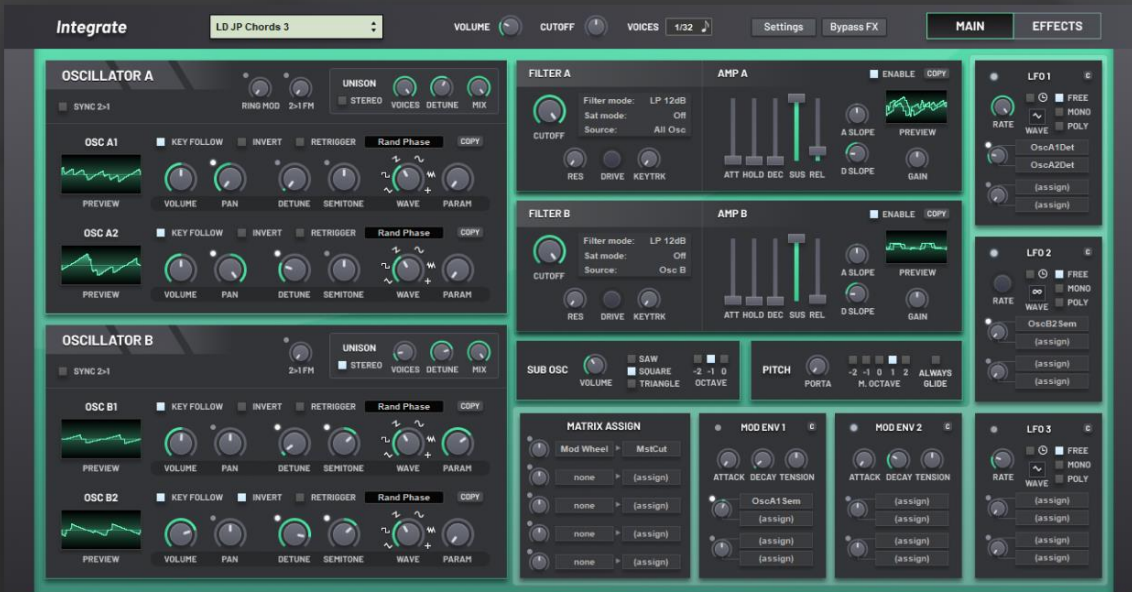 Integrate
LD JP Chords 3
VOLUME
CUTOFF
VOICES 1/32
Settings
Bypass FX
MAIN
EFFECTS
OSCILLATOR A
SYNC 2>1
RING MOD 2>1 FM
UNISON
STEREO VOICES DETUNE MIX
OSC A1
KEY FOLLOW INVERT RETRIGGER Rand Phase COPY
PREVIEW
VOLUME PAN DETUNE SEMITONE WAVE PARAM
OSC A2
KEY FOLLOW INVERT RETRIGGER Rand Phase COPY
PREVIEW
VOLUME PAN DETUNE SEMITONE WAVE PARAM
OSCILLATOR B
SYNC 2>1
2>1 FM
UNISON
STEREO VOICES DETUNE MIX
OSC B1
KEY FOLLOW INVERT RETRIGGER Rand Phase COPY
PREVIEW
VOLUME PAN DETUNE SEMITONE WAVE PARAM
OSC B2
KEY FOLLOW INVERT RETRIGGER Rand Phase COPY
PREVIEW
VOLUME PAN DETUNE SEMITONE WAVE PARAM
FILTER A
CUTOFF
Filter mode: LP 12dB
Sat mode: Off
Source: All Osc
RES DRIVE KEYTRK
AMP A
ENABLE COPY
ATT HOLD DEC SUS REL
A SLOPE
PREVIEW
D SLOPE
GAIN
FILTER B
CUTOFF
Filter mode: LP 12dB
Sat mode: Off
Source: Osc B
RES DRIVE KEYTRK
AMP B
ENABLE COPY
ATT HOLD DEC SUS REL
A SLOPE
PREVIEW
D SLOPE
GAIN
SUB OSC
VOLUME
SAW
SQUARE
TRIANGLE
-2 -1 0
OCTAVE
PITCH
PORTA
-2 -1 0 1 2
M. OCTAVE
ALWAYS
GLIDE
MATRIX ASSIGN
Mod Wheel MstCut
none (assign)
none (assign)
none (assign)
none (assign)
MOD ENV 1 C
ATTACK DECAY TENSION
OscA1Sem
(assign)
(assign)
(assign)
MOD ENV 2 C
ATTACK DECAY TENSION
(assign)
(assign)
(assign)
(assign)
LFO 1 C
RATE
WAVE
FREE
MONO
POLY
OscA1Det
OscA2Det
(assign)
(assign)
LFO 2 C
RATE
WAVE
FREE
MONO
POLY
OscB2Sem
(assign)
(assign)
(assign)
LFO 3 C
RATE
WAVE
FREE
MONO
POLY
(assign)
(assign)
(assign)
(assign)